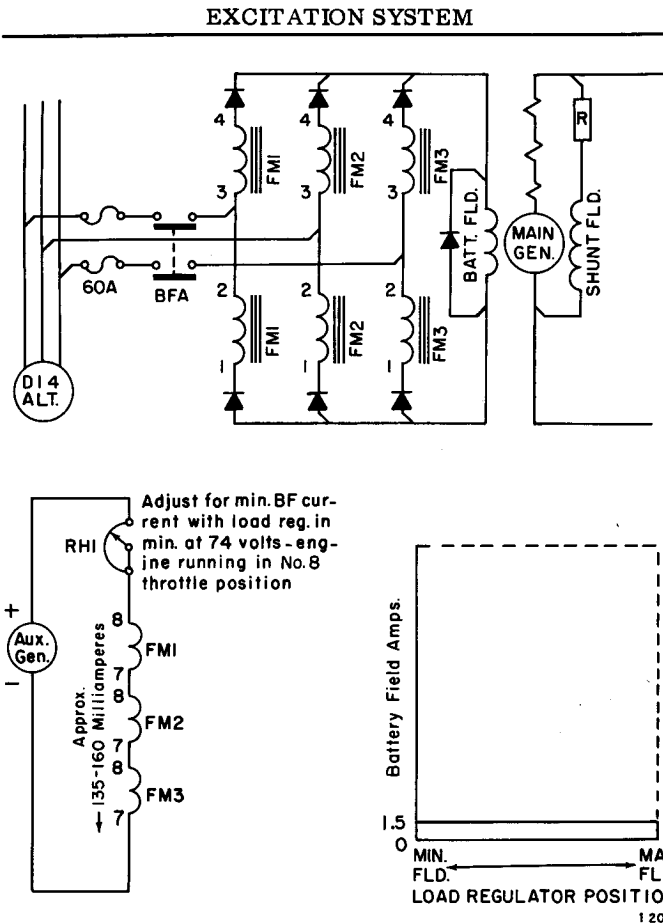 EXCITATION SYSTEM
4
4
4
FM1
FM2
FM3
3
3
3
R
BATT. FLD.
MAIN
GEN.
SHUNT FLD.
60A
BFA
2
2
2
FM1
FM2
FM3
1
1
1
D14
ALT.
Adjust for min. BF cur-
rent with load reg. in
min. at 74 volts-eng-
ine running in No. 8
throttle position
RH1
+
Aux.
Gen.
-
8
FM1
7
8
FM2
7
8
FM3
7
Approx.
135-160 Milliamperes
Battery Field Amps.
1.5
0
MIN.
FLD.
MA
FL
LOAD REGULATOR POSITIO
120